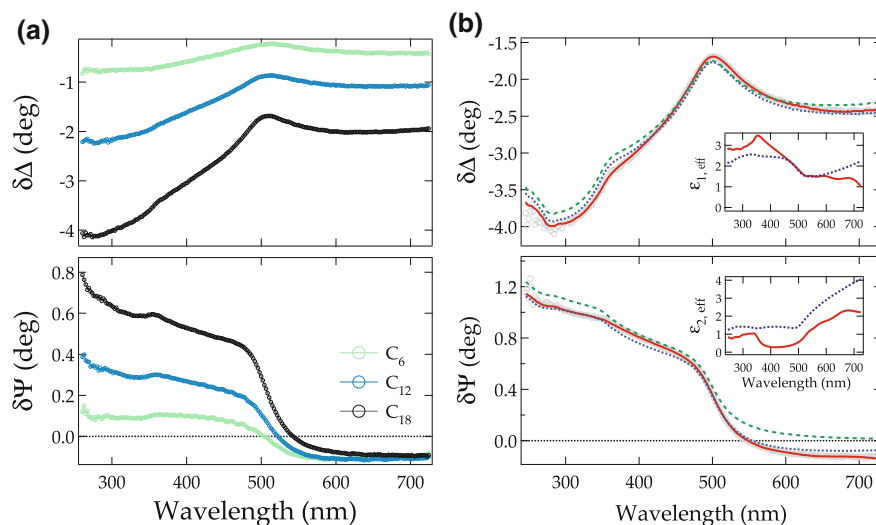 (a)
δΔ (deg)
-1
-2
-3
-4
δΨ (deg)
0.8
0.6
0.4
0.2
0.0
C6
C12
C18
300
400
500
600
700
Wavelength (nm)
(b)
δΔ (deg)
-1.5
-2.0
-2.5
-3.0
-3.5
-4.0
ε1, eff
4
3
2
1
0
300 400 500 600 700
δΨ (deg)
1.2
0.8
0.4
0.0
ε2, eff
4
3
2
1
0
300 400 500 600 700
Wavelength (nm)
300
400
500
600
700
Wavelength (nm)